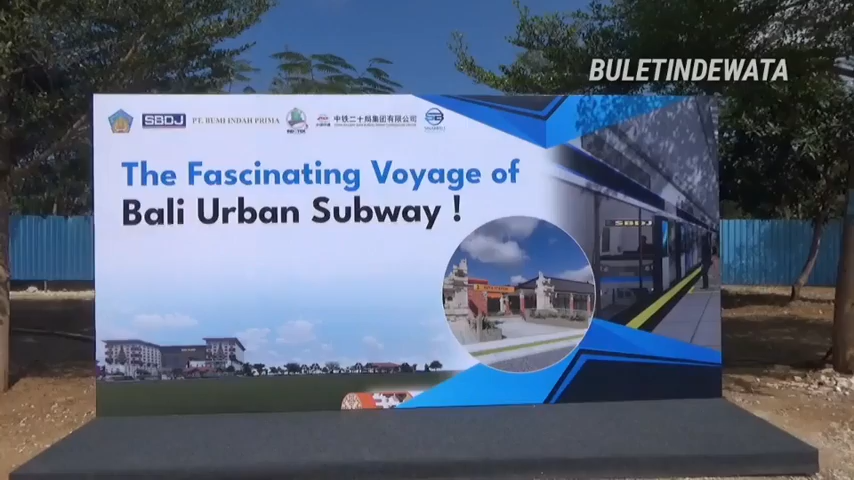 BULETINDEWATA
SBDJ PT. BUMI INDAH PRIMA 中铁二十局集团有限公司
The Fascinating Voyage of
Bali Urban Subway !
SBDJ